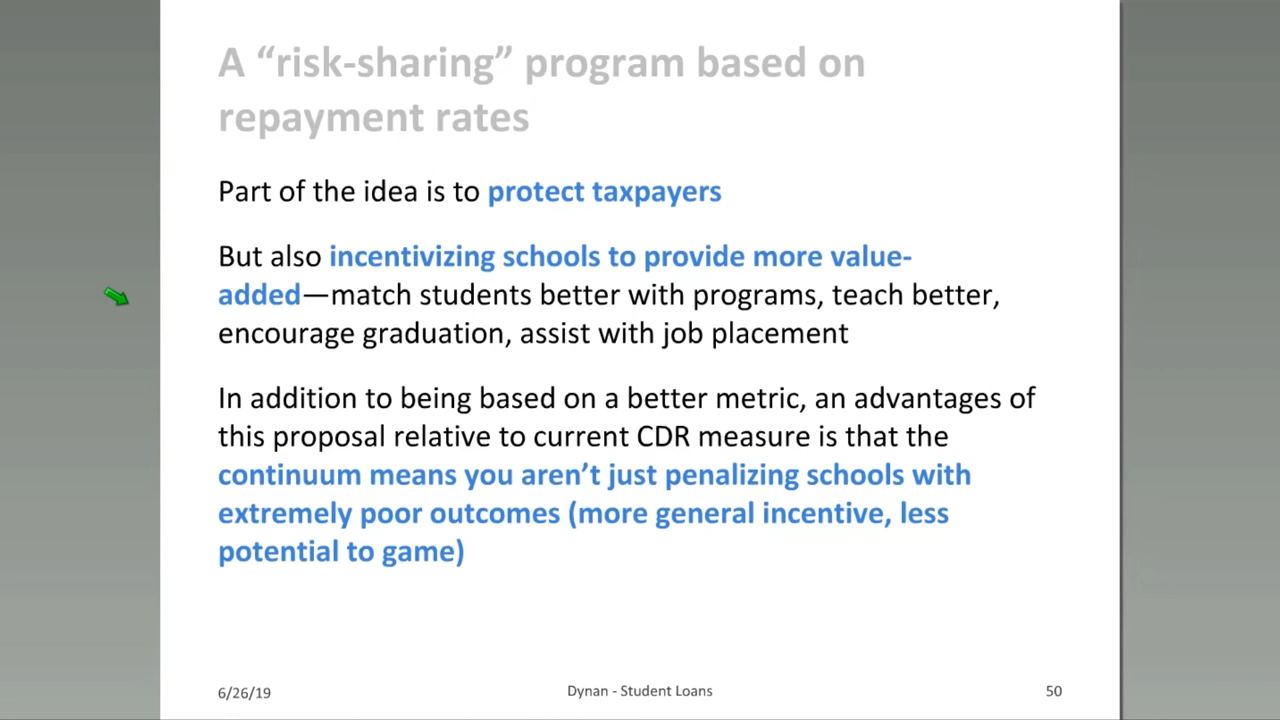 A “risk-sharing” program based on
repayment rates
Part of the idea is to protect taxpayers
But also incentivizing schools to provide more value-
added—match students better with programs, teach better,
encourage graduation, assist with job placement
In addition to being based on a better metric, an advantages of
this proposal relative to current CDR measure is that the
continuum means you aren’t just penalizing schools with
extremely poor outcomes (more general incentive, less
potential to game)
6/26/19
Dynan - Student Loans
50